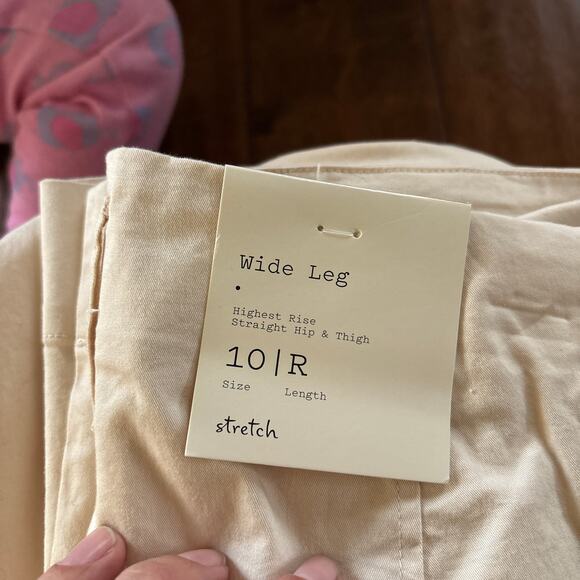 Wide Leg
•
Highest Rise
Straight Hip & Thigh
10|R
Size Length
stretch